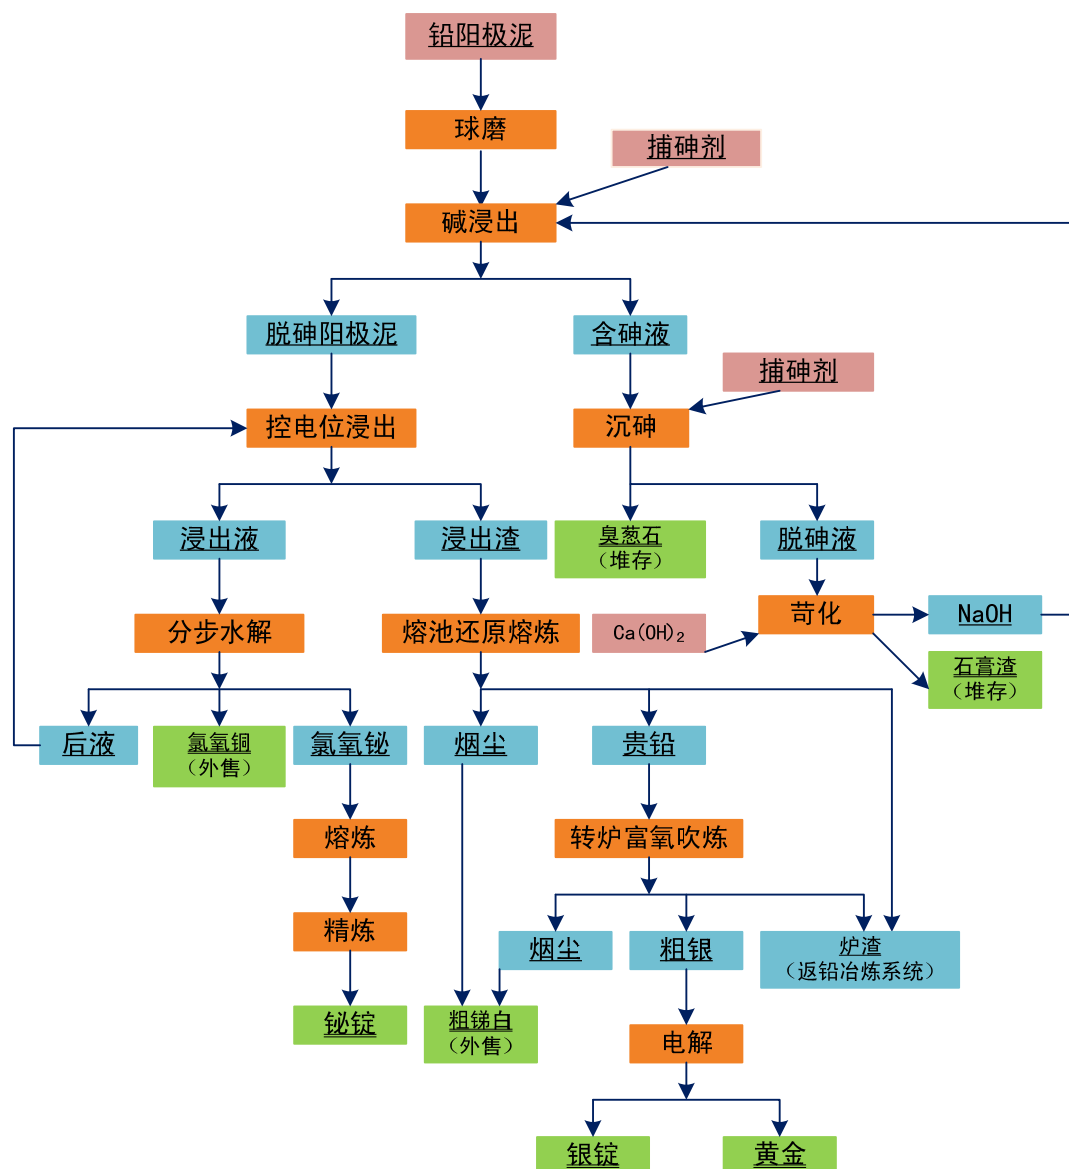 铅阳极泥
球磨
捕砷剂
碱浸出
脱砷阳极泥
含砷液
捕砷剂
控电位浸出
沉砷
浸出液
浸出渣
臭葱石
（堆存）
脱砷液
分步水解
熔池还原熔炼
Ca(OH)₂
苛化
NaOH
石膏渣
（堆存）
后液
氯氧铜
（外售）
氯氧铋
烟尘
贵铅
熔炼
转炉富氧吹炼
精炼
烟尘
粗银
炉渣
（返铅冶炼系统）
铋锭
粗锑白
（外售）
电解
银锭
黄金